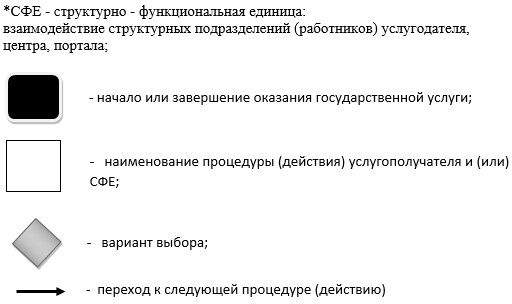 *СФЕ - структурно - функциональная единица:
взаимодействие структурных подразделений (работников) услугодателя,
центра, портала;
- начало или завершение оказания государственной услуги;
- наименование процедуры (действия) услугополучателя и (или)
СФЕ;
- вариант выбора;
- переход к следующей процедуре (действию)